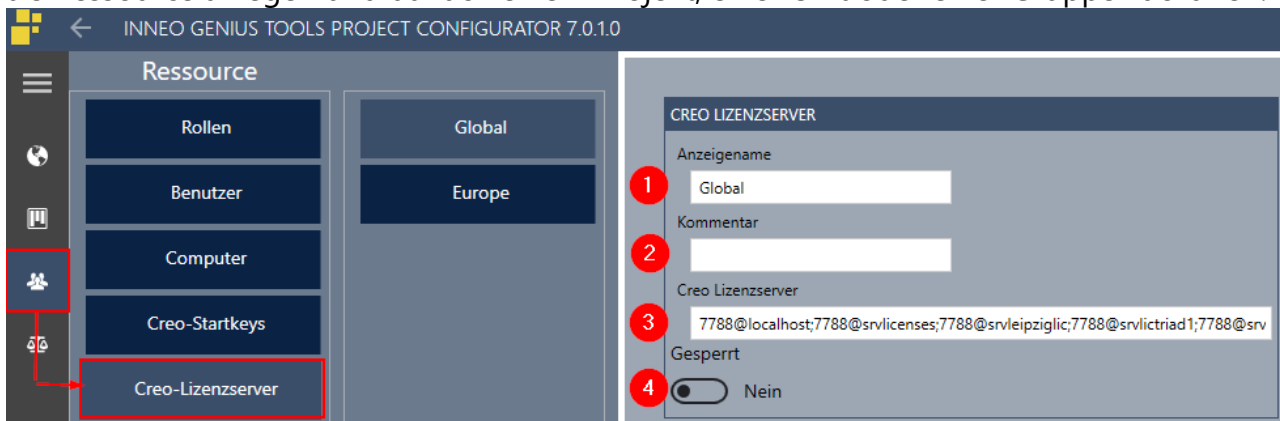 INNEO GENIUS TOOLS PROJECT CONFIGURATOR 7.0.1.0
Ressource
Rollen
Benutzer
Computer
Creo-Startkeys
Creo-Lizenzserver
Global
Europe
CREO LIZENZSERVER
Anzeigename
1 Global
Kommentar
2
Creo Lizenzserver
3 7788@localhost;7788@srvlicenses;7788@srvleipziglic;7788@srvlictriad1;7788@srv
Gesperrt
4 Nein